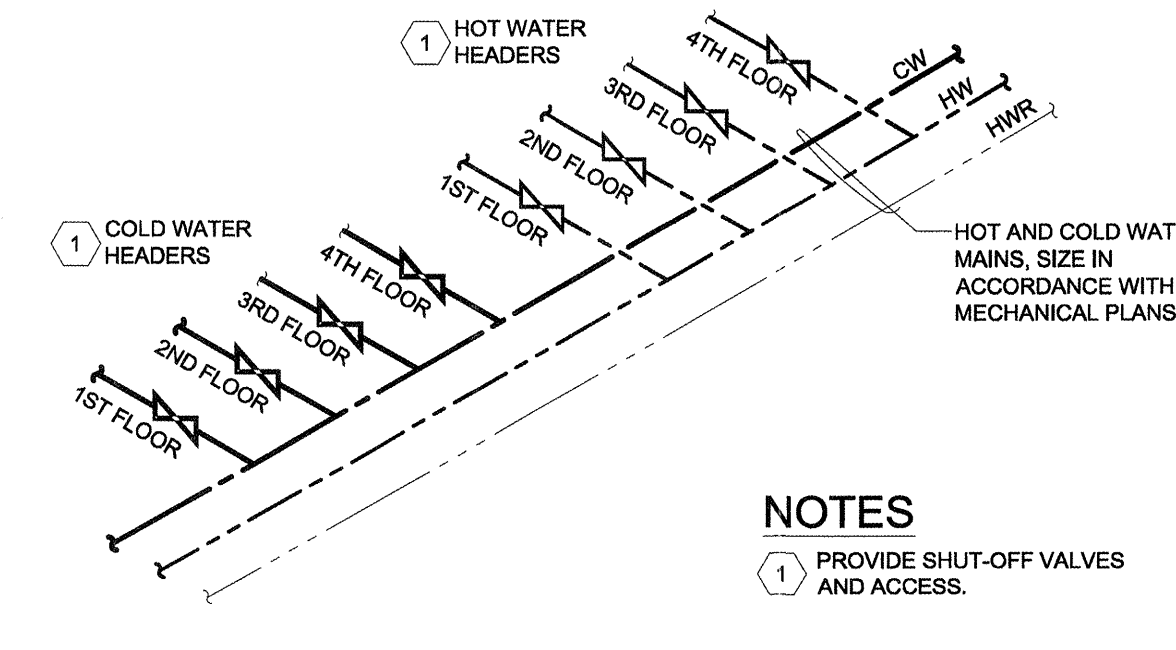 1
HOT WATER
HEADERS
4TH FLOOR
3RD FLOOR
2ND FLOOR
1ST FLOOR
CW
HW
HWR
1
COLD WATER
HEADERS
4TH FLOOR
3RD FLOOR
2ND FLOOR
1ST FLOOR
HOT AND COLD WAT
MAINS, SIZE IN
ACCORDANCE WITH
MECHANICAL PLANS
NOTES
1
PROVIDE SHUT-OFF VALVES
AND ACCESS.